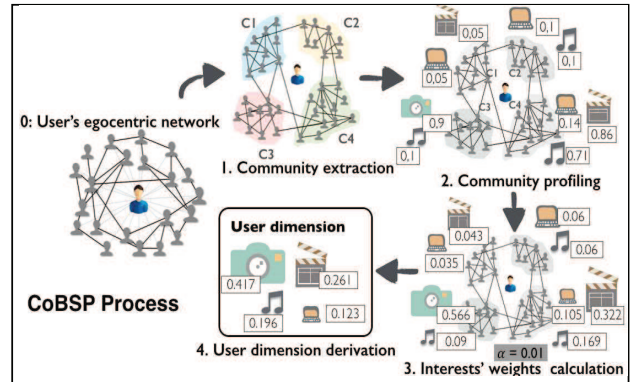 C1
C2
C3
C4
0: User's egocentric network
1. Community extraction
0,05
0,1
0,05
0,1
C1
C2
C3
C4
0,9
0,1
0.14
0.86
0.71
2. Community profiling
0.06
0.043
0.06
0.035
0.566
0.105
0.322
0.09
0.169
α = 0.01
3. Interests' weights calculation
User dimension
0.417
0.261
0.196
0.123
4. User dimension derivation
CoBSP Process